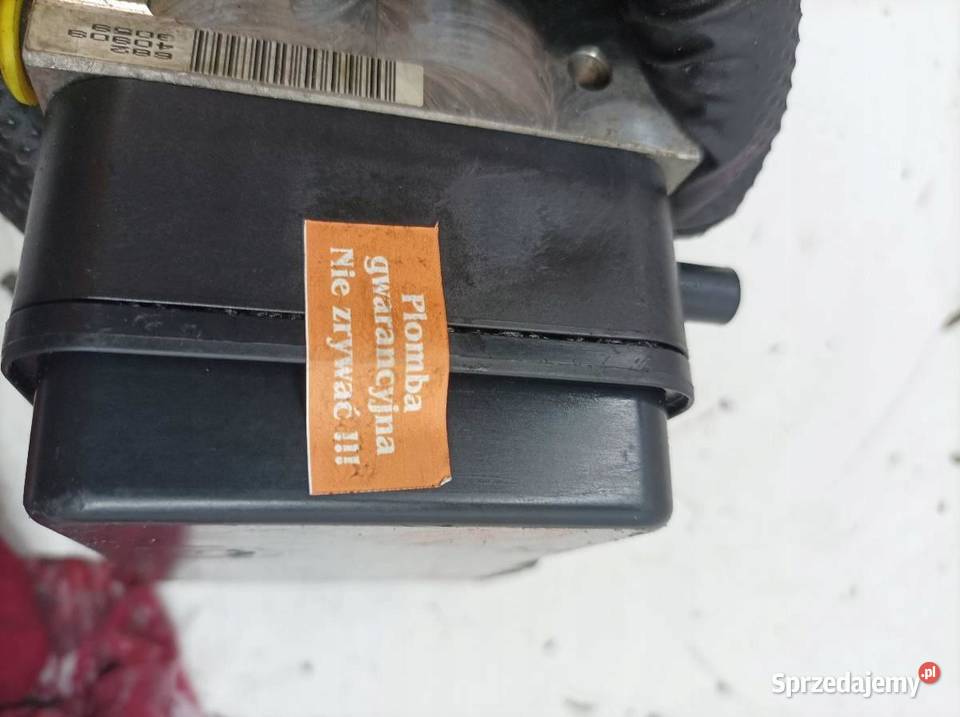 Plomba
gwarancyjna
Nie zrywać !!!
Sprzedajemy.pl